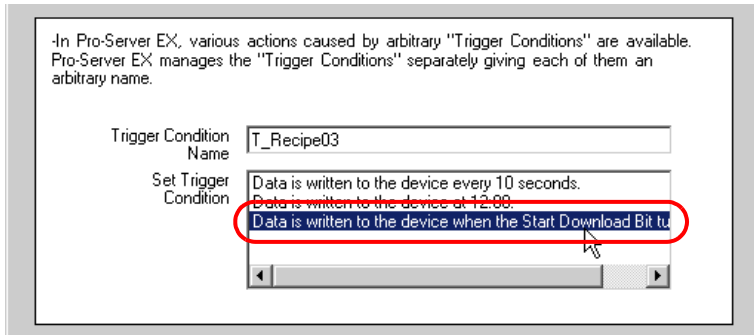 -In Pro-Server EX, various actions caused by arbitrary "Trigger Conditions" are available.
Pro-Server EX manages the "Trigger Conditions" separately giving each of them an
arbitrary name.
Trigger Condition Name
T_Recipe03
Set Trigger Condition
Data is written to the device every 10 seconds.
Data is written to the device at 12:00.
Data is written to the device when the Start Download Bit tu